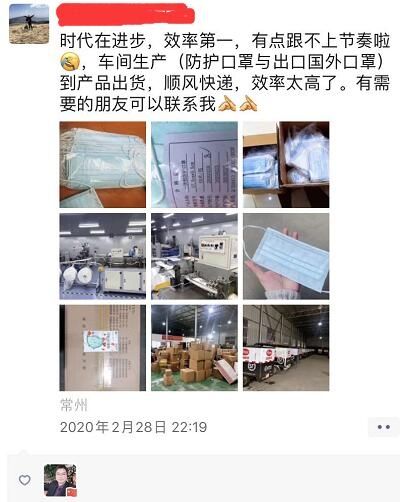 时代在进步，效率第一，有点跟不上节奏啦
，车间生产（防护口罩与出口国外口罩）
到产品出货，顺风快递，效率太高了。有需
要的朋友可以联系我
常州
2020年2月28日 22:19